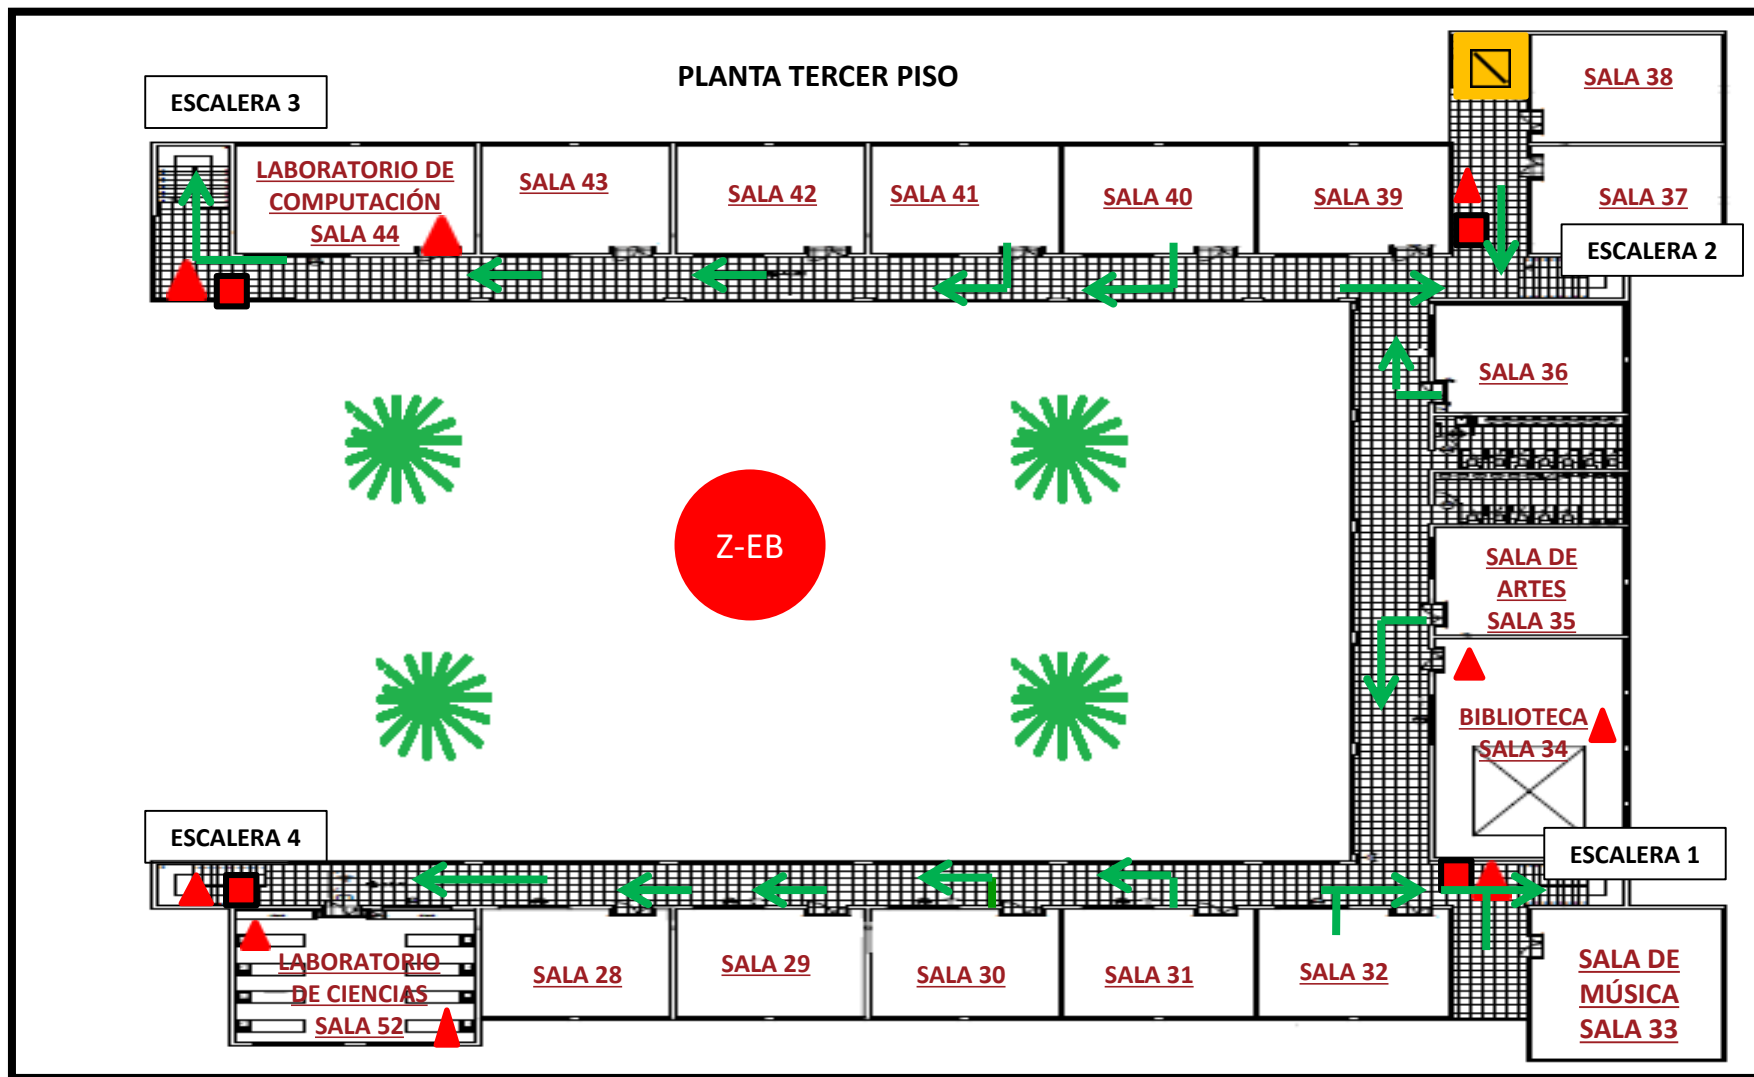 PLANTA TERCER PISO
ESCALERA 3
SALA 38
LABORATORIO DE
COMPUTACIÓN
SALA 44
SALA 43
SALA 42
SALA 41
SALA 40
SALA 39
SALA 37
ESCALERA 2
SALA 36
Z-EB
SALA DE
ARTES
SALA 35
BIBLIOTECA
SALA 34
ESCALERA 4
ESCALERA 1
LABORATORIO
DE CIENCIAS
SALA 52
SALA 28
SALA 29
SALA 30
SALA 31
SALA 32
SALA DE
MÚSICA
SALA 33